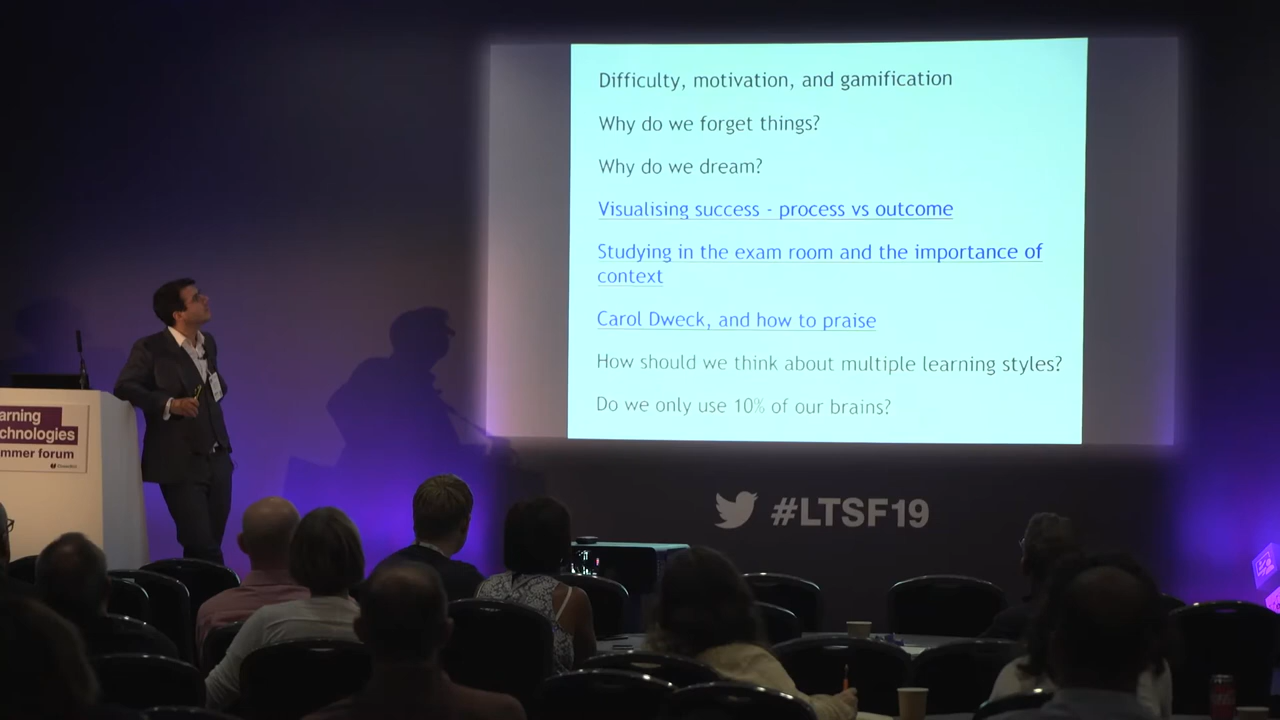 Difficulty, motivation, and gamification
Why do we forget things?
Why do we dream?
Visualising success - process vs outcome
Studying in the exam room and the importance of
context
Carol Dweck, and how to praise
How should we think about multiple learning styles?
Do we only use 10% of our brains?
arning
chnologies
mmer forum
#LTSF19